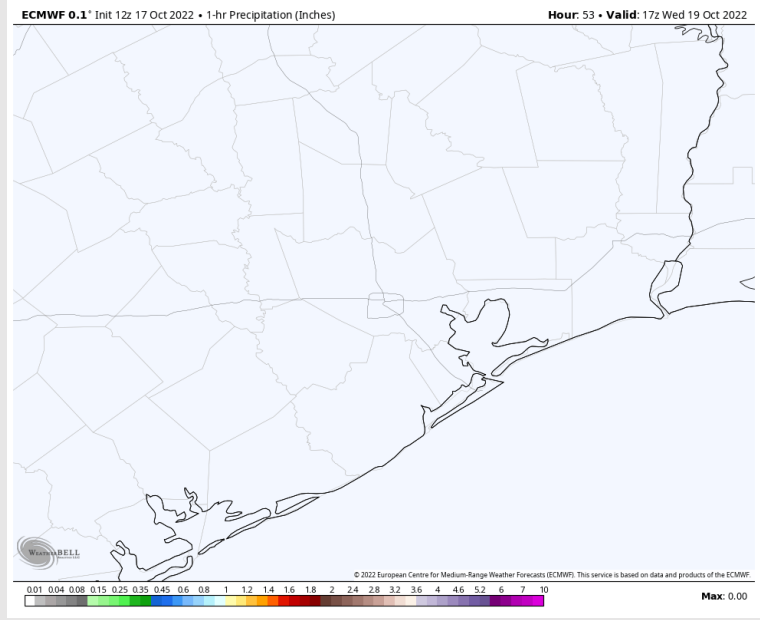 ECMWF 0.1° Init 12z 17 Oct 2022 • 1-hr Precipitation (Inches) Hour: 53 • Valid: 17z Wed 19 Oct 2022
WEATHERBELL
© 2022 European Centre for Medium-Range Weather Forecasts (ECMWF). This service is based on data and products of the ECMWF.
0.01 0.04 0.08 0.15 0.25 0.35 0.45 0.6 0.8 1 1.2 1.4 1.6 1.8 2 2.4 2.8 3.2 3.6 4 4.6 5.2 6 7 10 Max: 0.00